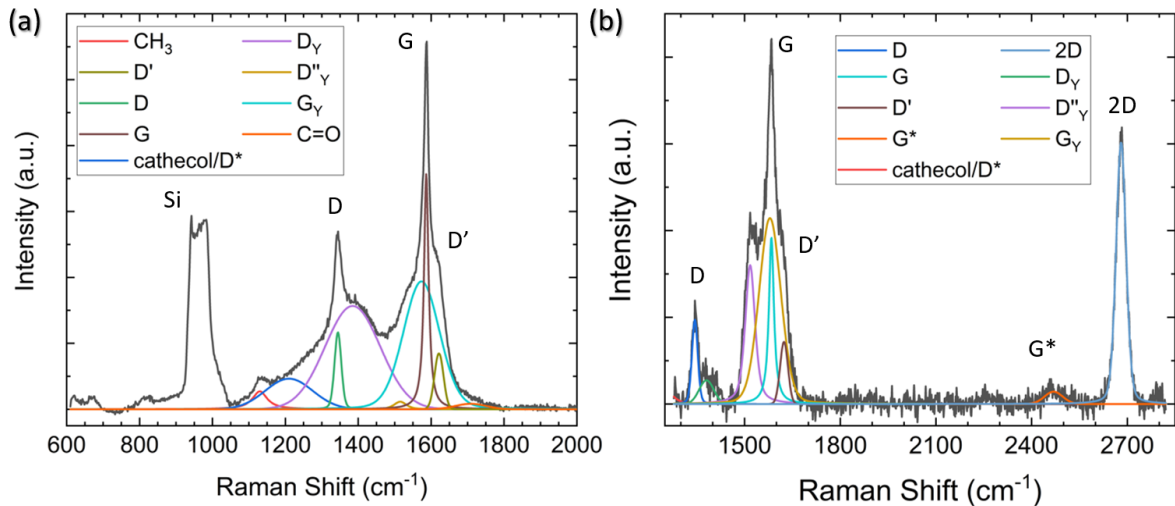 (a)
CH3
D'
D
G
cathecol/D*
DY
D"Y
GY
C=O
G
Si
D
D’
Intensity (a.u.)
600 800 1000 1200 1400 1600 1800 2000
Raman Shift (cm-1)
(b)
D
G
D'
G*
cathecol/D*
2D
DY
D"Y
GY
G
2D
D’
D
G*
Intensity (a.u.)
1500 1800 2100 2400 2700
Raman Shift (cm-1)